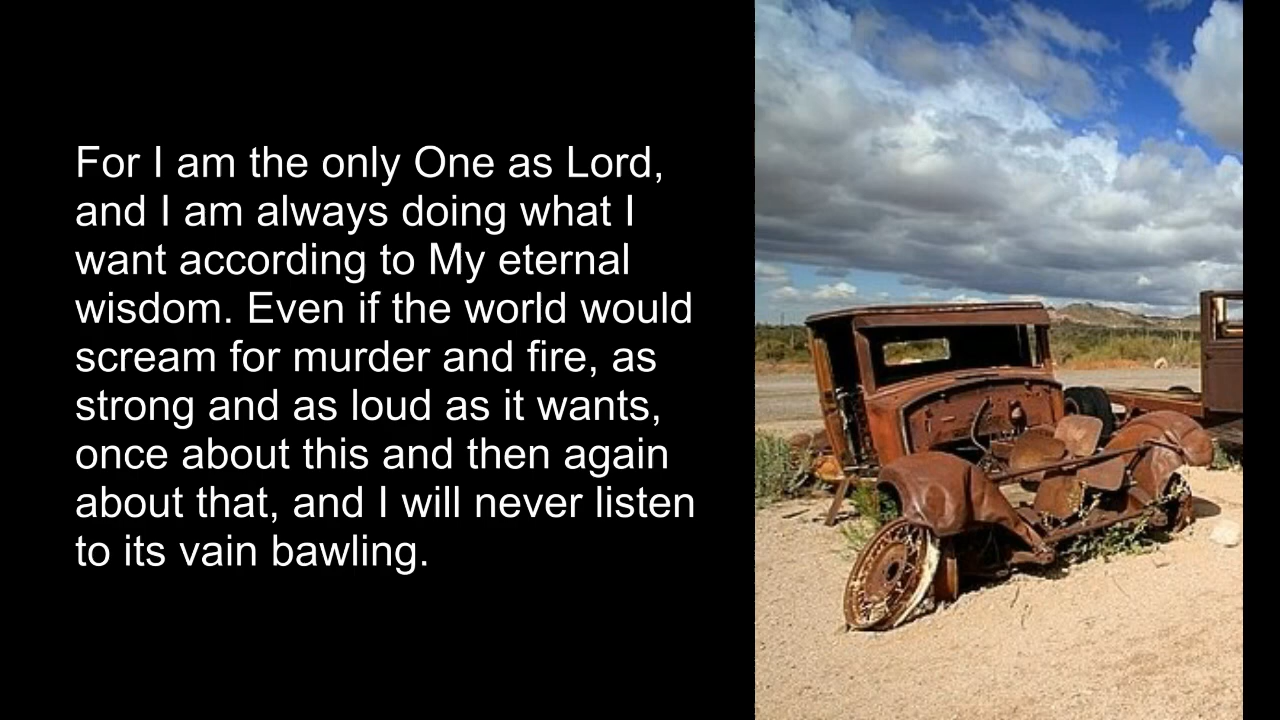 For I am the only One as Lord,
and I am always doing what I
want according to My eternal
wisdom. Even if the world would
scream for murder and fire, as
strong and as loud as it wants,
once about this and then again
about that, and I will never listen
to its vain bawling.